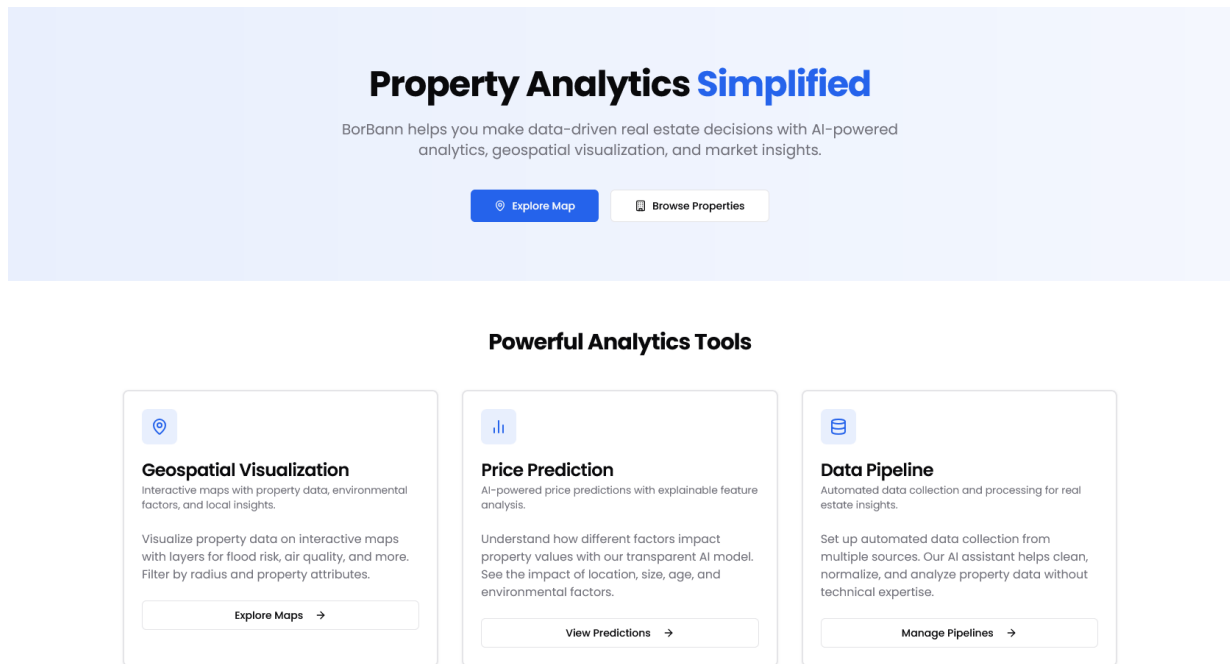 Property Analytics Simplified
BorBann helps you make data-driven real estate decisions with AI-powered
analytics, geospatial visualization, and market insights.
Explore Map
Browse Properties
Powerful Analytics Tools
Geospatial Visualization
Interactive maps with property data, environmental
factors, and local insights.
Visualize property data on interactive maps
with layers for flood risk, air quality, and more.
Filter by radius and property attributes.
Explore Maps →
Price Prediction
AI-powered price predictions with explainable feature
analysis.
Understand how different factors impact
property values with our transparent AI model.
See the impact of location, size, age, and
environmental factors.
View Predictions →
Data Pipeline
Automated data collection and processing for real
estate insights.
Set up automated data collection from
multiple sources. Our AI assistant helps clean,
normalize, and analyze property data without
technical expertise.
Manage Pipelines →